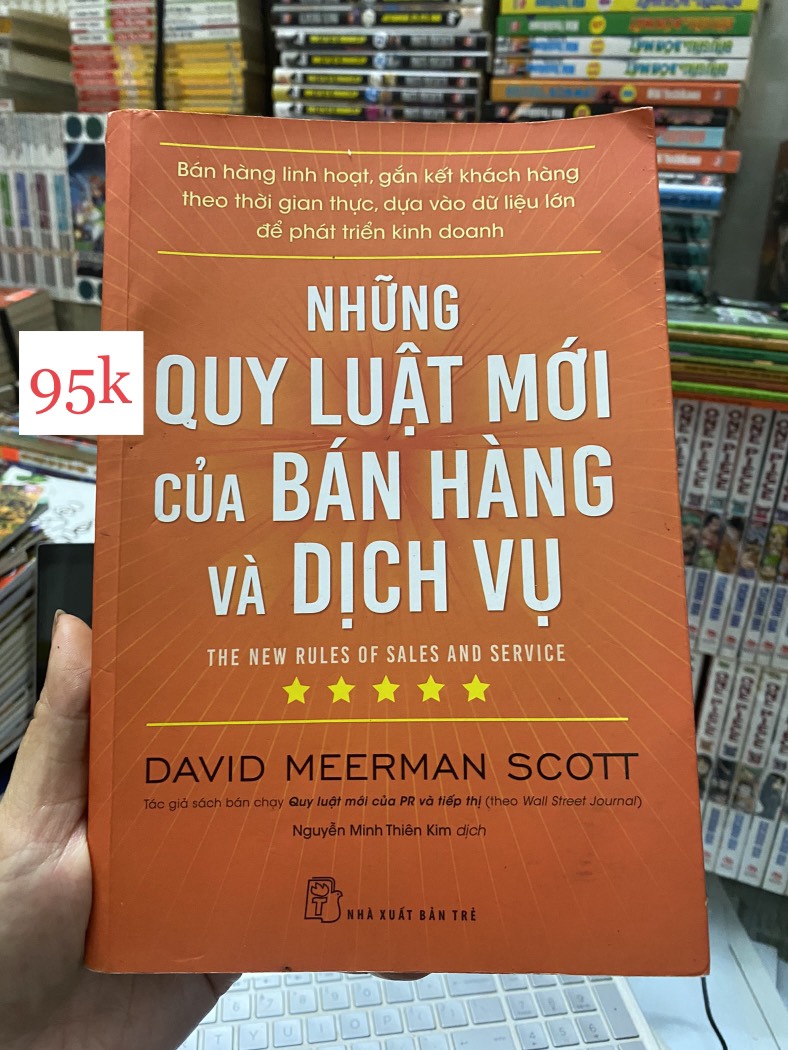 Bán hàng linh hoạt, gắn kết khách hàng
theo thời gian thực, dựa vào dữ liệu lớn
để phát triển kinh doanh
NHỮNG
95k
QUY LUẬT MỚI
CỦA BÁN HÀNG
VÀ DỊCH VỤ
THE NEW RULES OF SALES AND SERVICE
DAVID MEERMAN SCOTT
Tác giả sách bán chạy Quy luật mới của PR và tiếp thị (theo Wall Street Journal)
Nguyễn Minh Thiên Kim dịch
NHÀ XUẤT BẢN TRẺ